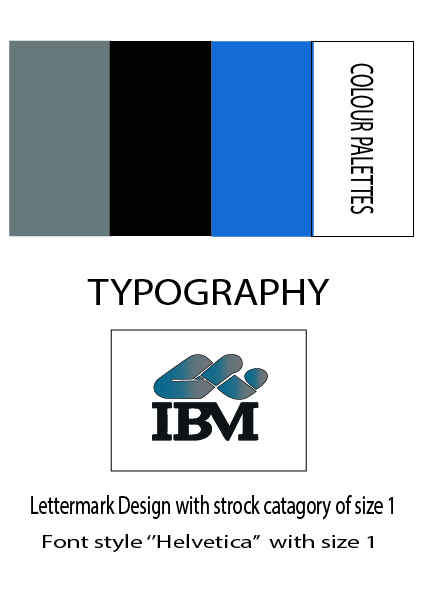 COLOUR PALETTES
TYPOGRAPHY
IBM
Lettermark Design with strock catagory of size 1
Font style ‘‘Helvetica’’ with size 1